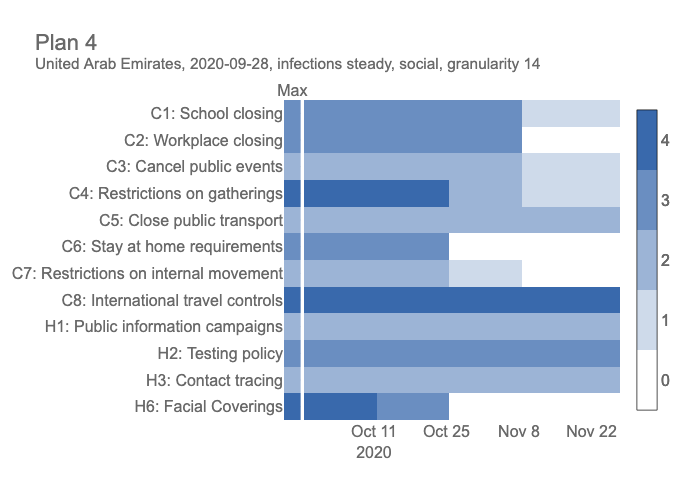 Plan 4
United Arab Emirates, 2020-09-28, infections steady, social, granularity 14
Max
C1: School closing
C2: Workplace closing
C3: Cancel public events
C4: Restrictions on gatherings
C5: Close public transport
C6: Stay at home requirements
C7: Restrictions on internal movement
C8: International travel controls
H1: Public information campaigns
H2: Testing policy
H3: Contact tracing
H6: Facial Coverings
Oct 11 Oct 25 Nov 8 Nov 22
2020
4
3
2
1
0